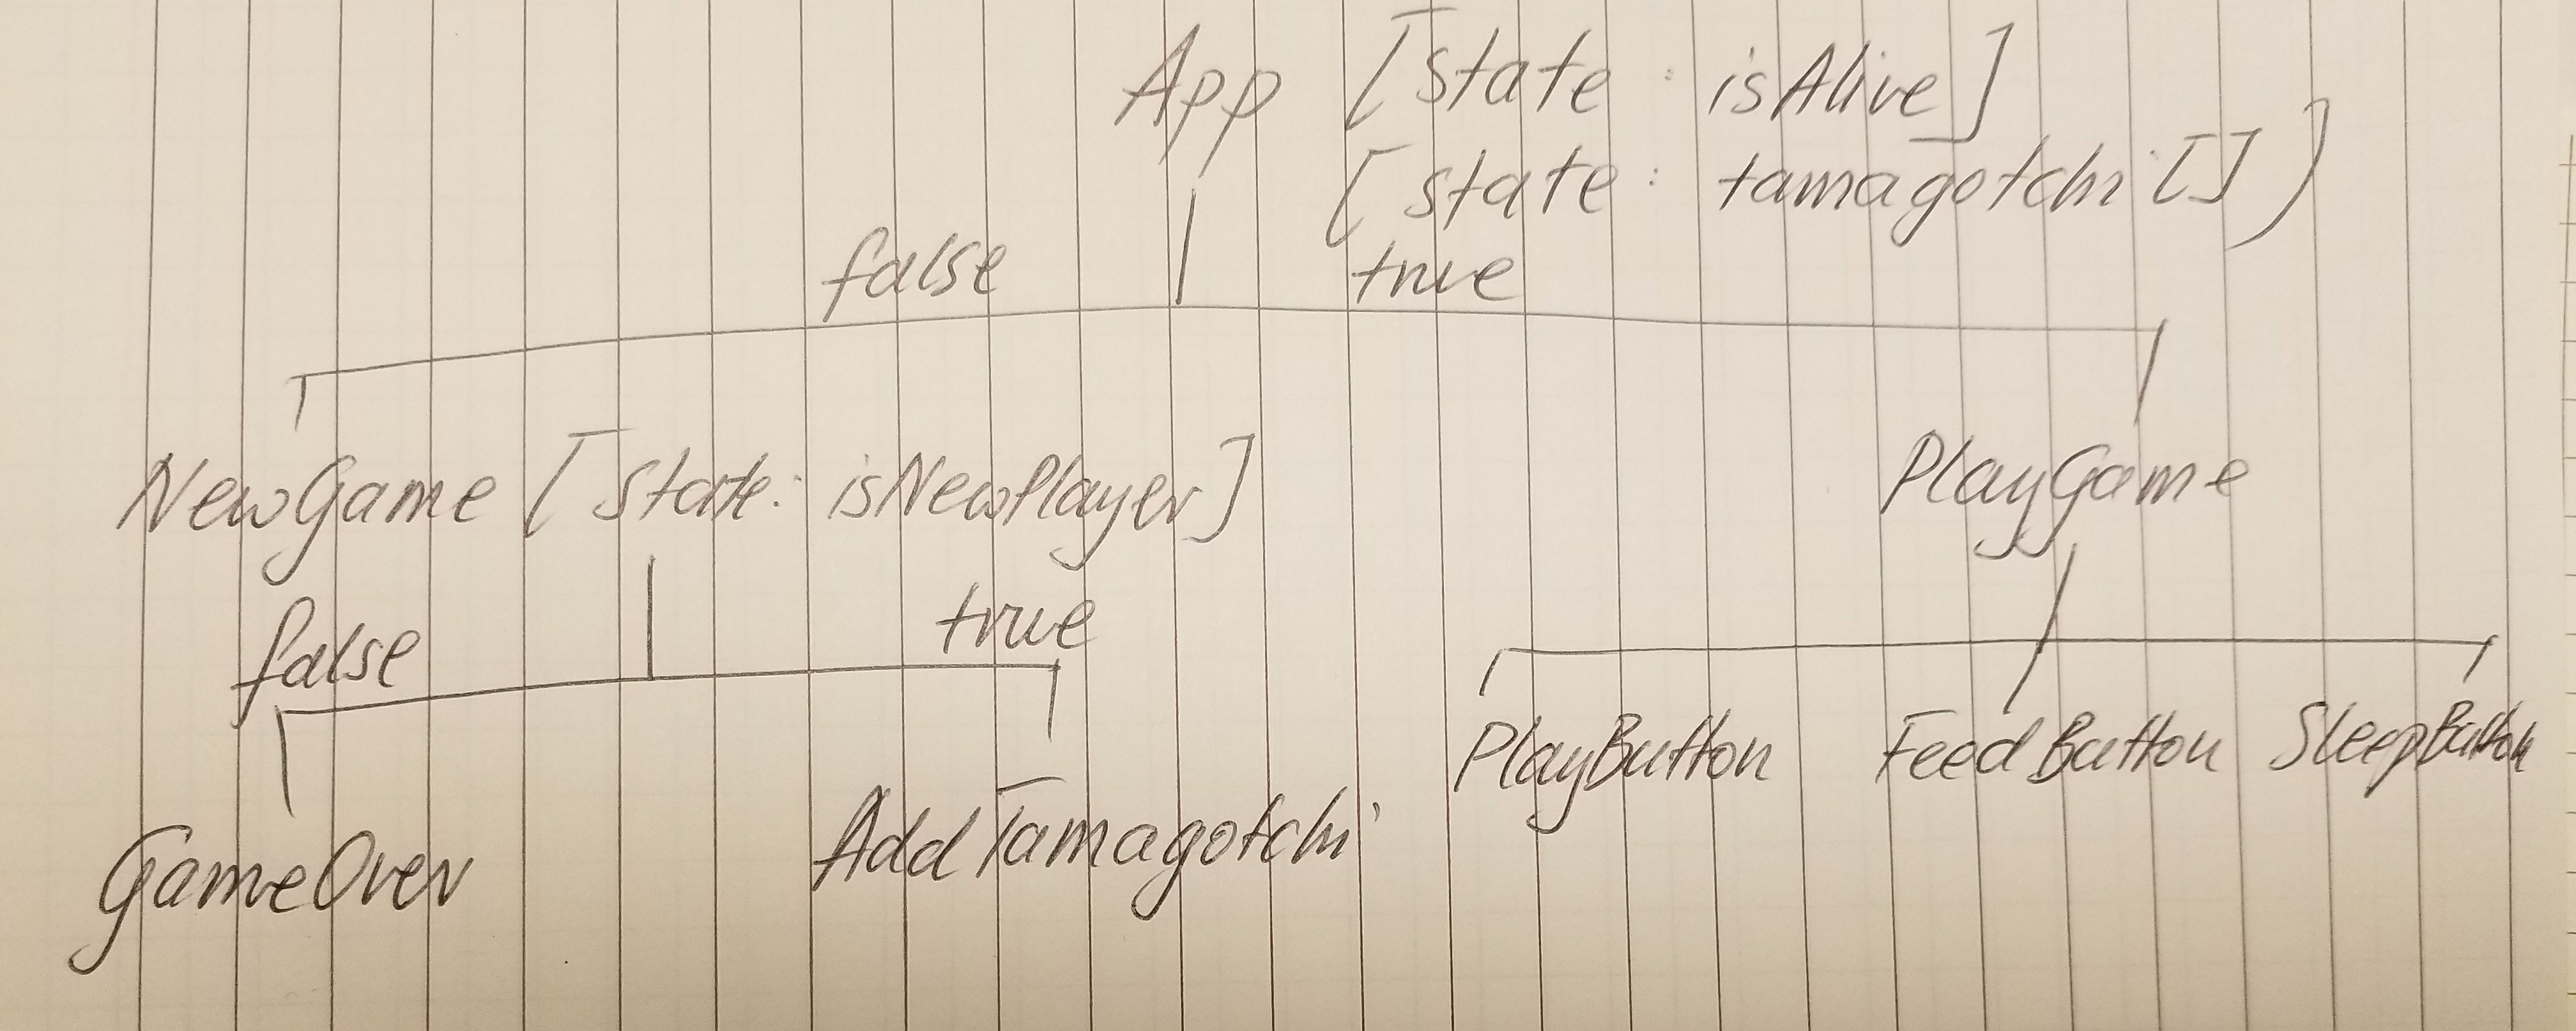 App [state : isAlive]
[state : tamagotchi []]
false true
NewGame [state: isNewPlayer] PlayGame
false true
PlayButton FeedButton SleepButton
GameOver AddTamagotchi